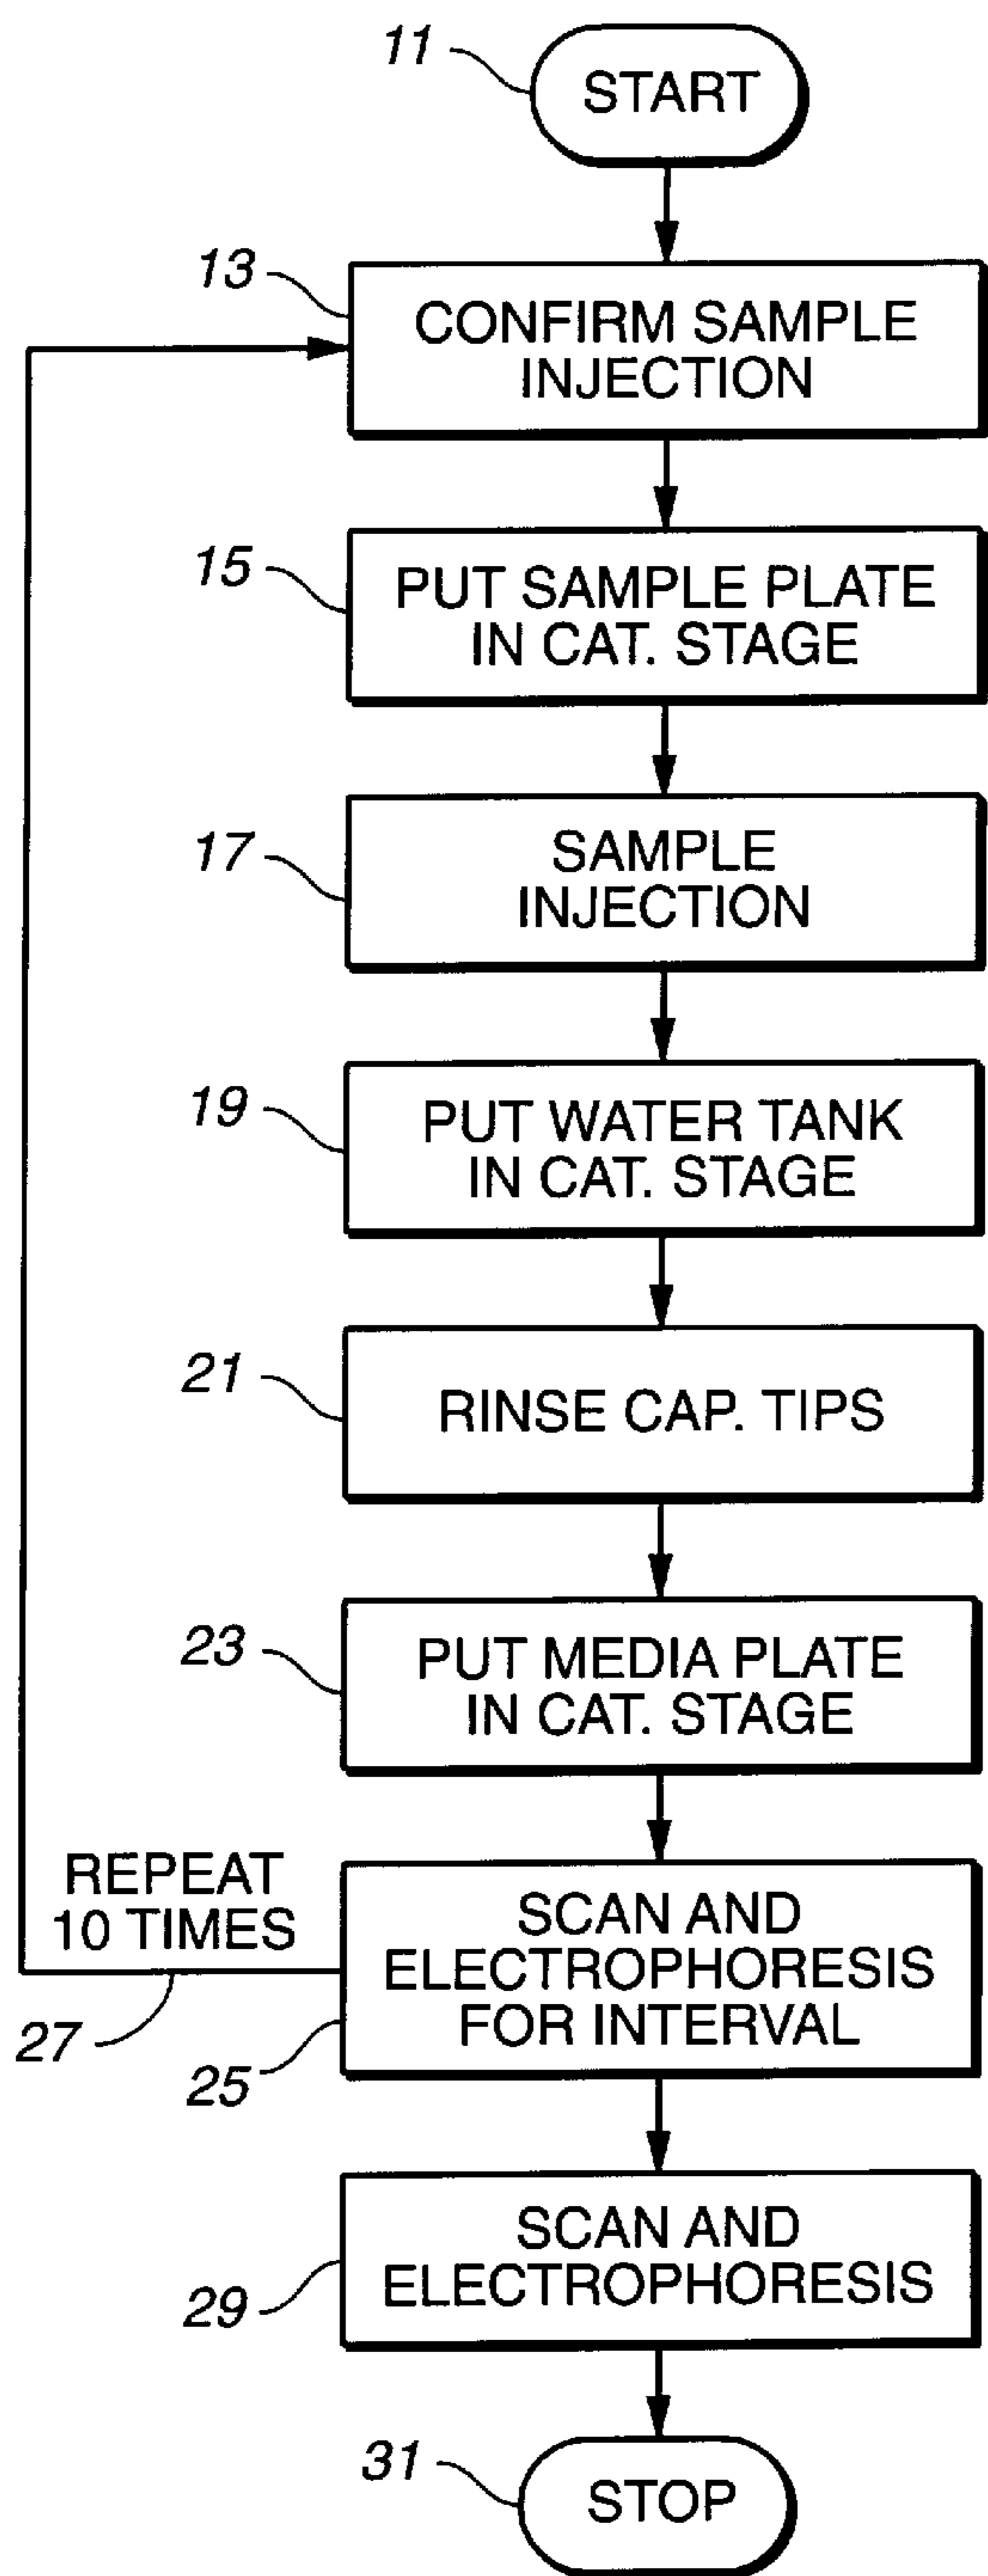 11
START
13
CONFIRM SAMPLE
INJECTION
15
PUT SAMPLE PLATE
IN CAT. STAGE
17
SAMPLE
INJECTION
19
PUT WATER TANK
IN CAT. STAGE
21
RINSE CAP. TIPS
23
PUT MEDIA PLATE
IN CAT. STAGE
REPEAT
10 TIMES
27
SCAN AND
ELECTROPHORESIS
FOR INTERVAL
25
SCAN AND
ELECTROPHORESIS
29
31
STOP